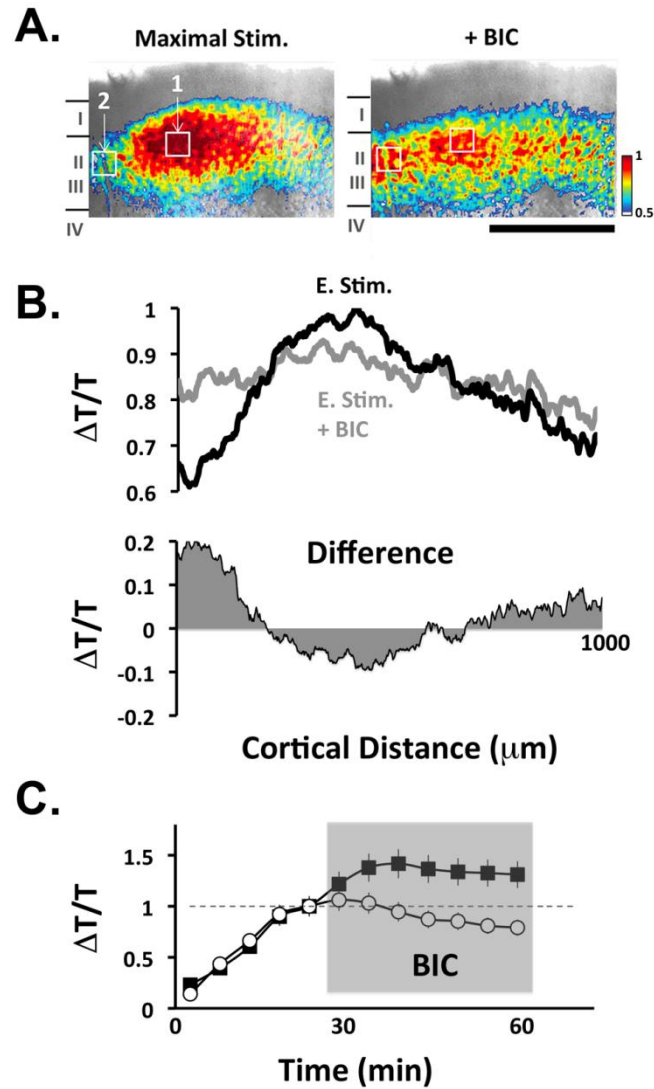 A.
Maximal Stim.
+ BIC
2
1
I
II
III
IV
I
II
III
IV
1
0.5
B.
E. Stim.
E. Stim.
+ BIC
ΔT/T
1
0.9
0.8
0.7
0.6
Difference
ΔT/T
0.2
0.1
0
-0.1
-0.2
1000
Cortical Distance (μm)
C.
ΔT/T
1.5
1
0.5
0
BIC
0
30
60
Time (min)